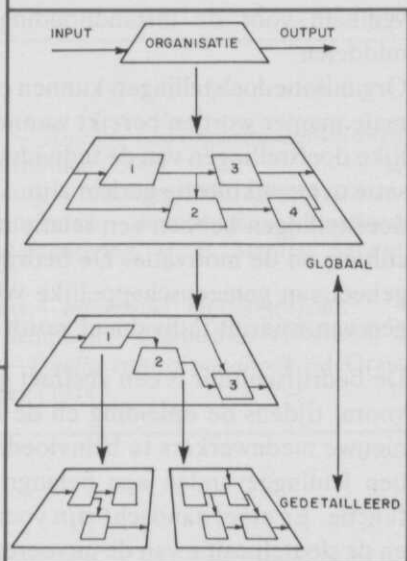 INPUT
ORGANISATIE
OUTPUT
1
3
2
4
GLOBAAL
1
2
3
GEDETAILLEERD